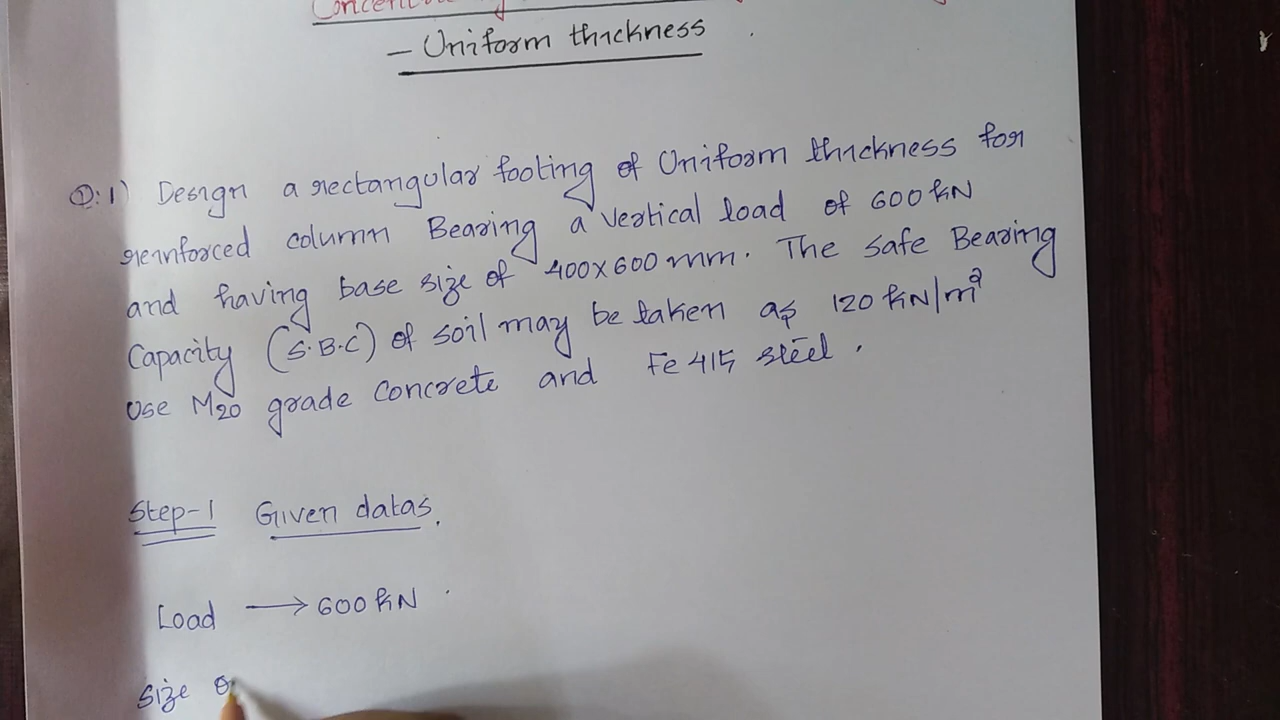 - Uniform thickness
Q:1) Design a rectangular footing of Uniform thickness for
reinforced column Bearing a vertical load of 600 kN
and having base size of 400x600 mm. The safe Bearing
Capacity (S.B.C) of soil may be taken as 120 kN/m²
Use M20 grade concrete and Fe 415 steel.
Step-1 Given datas.
Load → 600 kN
Size